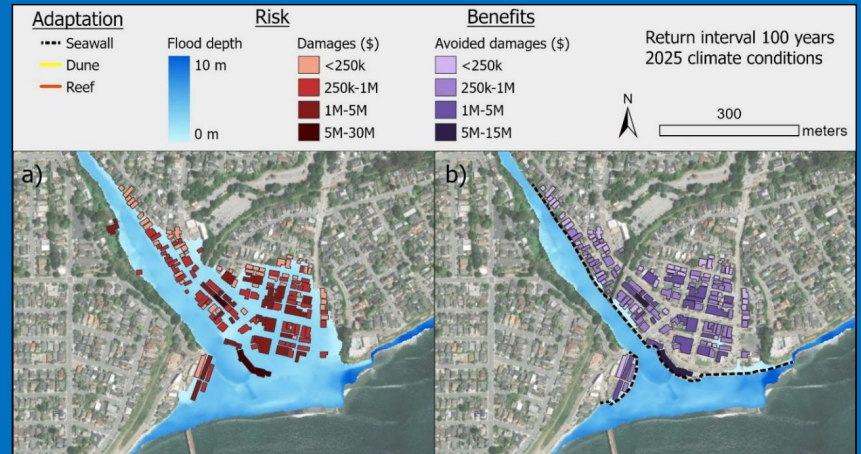 Adaptation
Seawall
Dune
Reef
Risk
Flood depth
10 m
0 m
Damages ($)
<250k
250k-1M
1M-5M
5M-30M
Benefits
Avoided damages ($)
<250k
250k-1M
1M-5M
5M-15M
Return interval 100 years
2025 climate conditions
N
300
meters
a)
b)